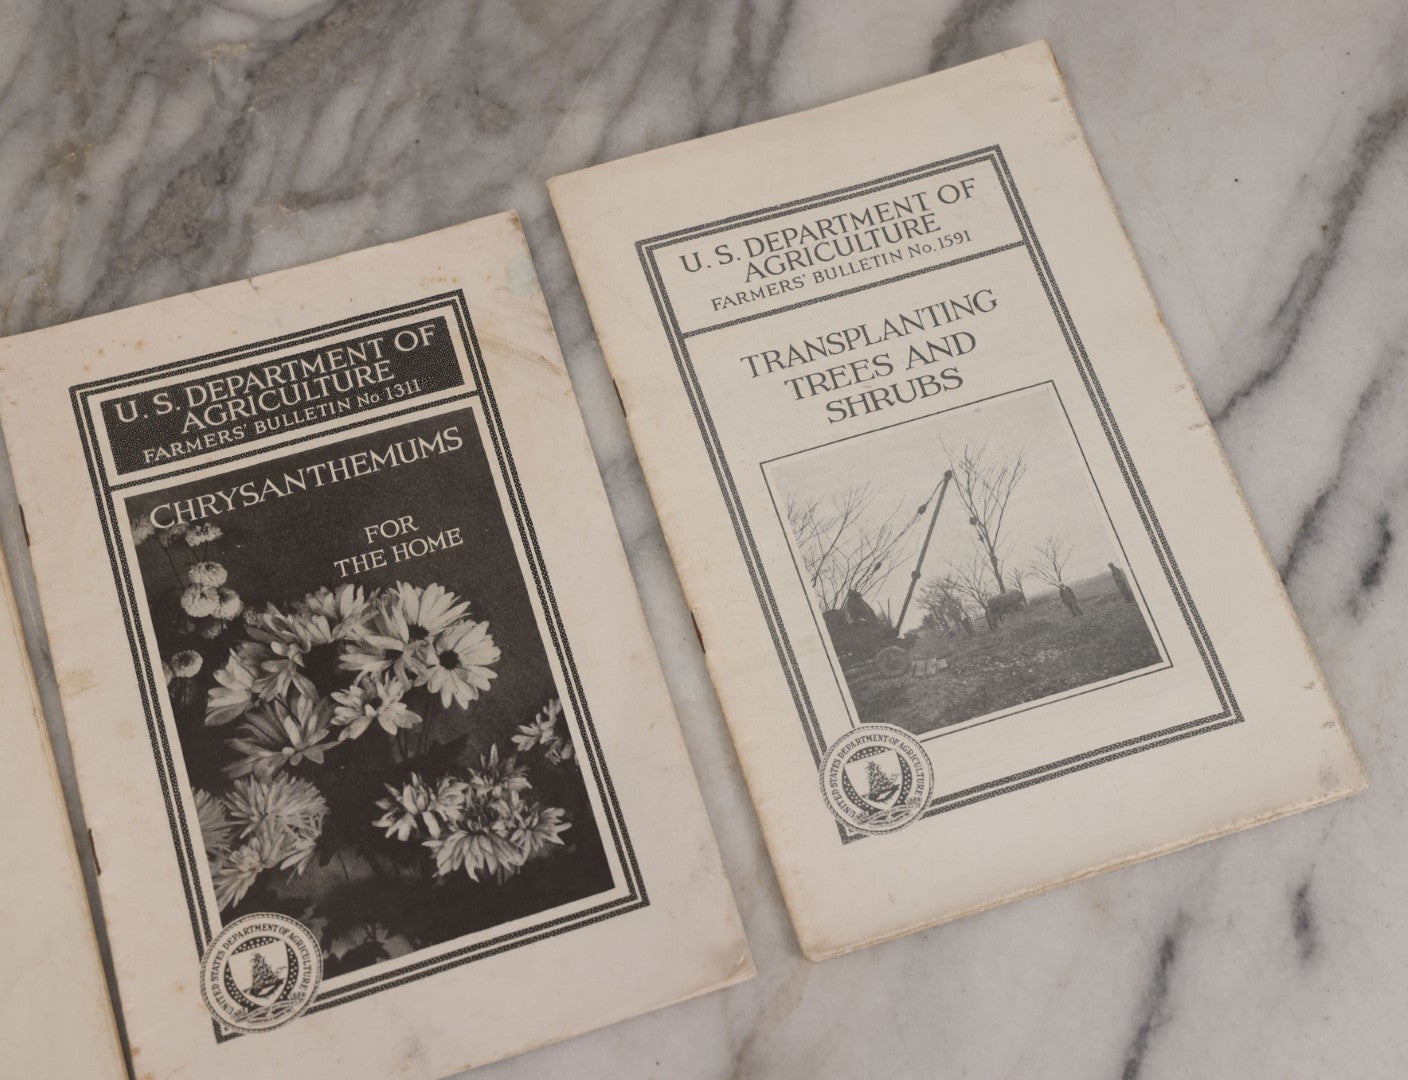 U. S. DEPARTMENT OF
AGRICULTURE
FARMERS' BULLETIN No. 1311
CHRYSANTHEMUMS
FOR
THE HOME
UNITED STATES DEPARTMENT OF AGRICULTURE
U. S. DEPARTMENT OF
AGRICULTURE
FARMERS' BULLETIN No. 1591
TRANSPLANTING
TREES AND
SHRUBS
UNITED STATES DEPARTMENT OF AGRICULTURE